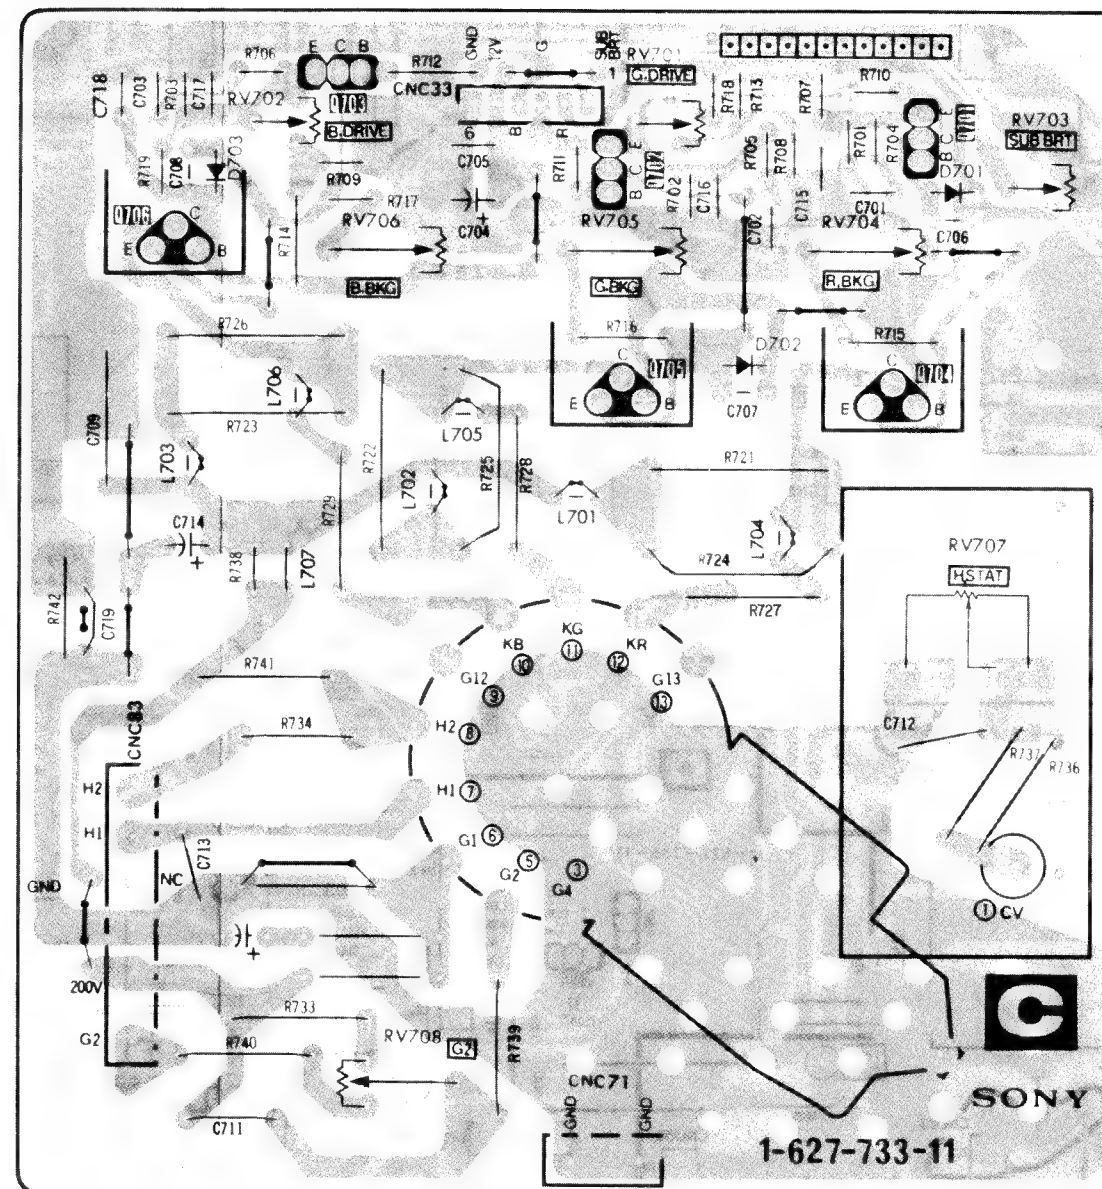 C718
C703
R703
C717
R706
E C B
R712
GND
12V
G
SUB BRT
1
RV701
G.DRIVE
R718
R713
R707
R710
RV702
Q703
B.DRIVE
CNC33
6
B
R
E
C
B
Q702
R705
R708
R701
R704
E
C
B
Q701
RV703
SUB BRT
R719
C708
D703
R709
C705
R711
R702
C716
C715
C701
D701
Q706
C
E
B
R714
R717
RV706
C704
+
RV705
C702
RV704
C706
B.BKG
G.BKG
R.BKG
R726
R716
D702
R715
L706
C
Q705
E
B
C707
C
Q704
E
B
C709
R723
L705
L703
R722
L702
R725
R728
R721
L701
C714
+
R729
L704
RV707
HSTAT
R738
L707
R724
R742
C719
R727
KG
KB
KR
11
10
12
R741
G12
9
G13
13
CNC83
R734
H2
8
C712
R737
R736
H2
H1
7
H1
C713
G1
6
G2
5
3
G4
GND
NC
1
CV
+
200V
R733
RV708
G2
R739
C
G2
R740
CNC71
SONY
C711
GND
GND
1-627-733-11